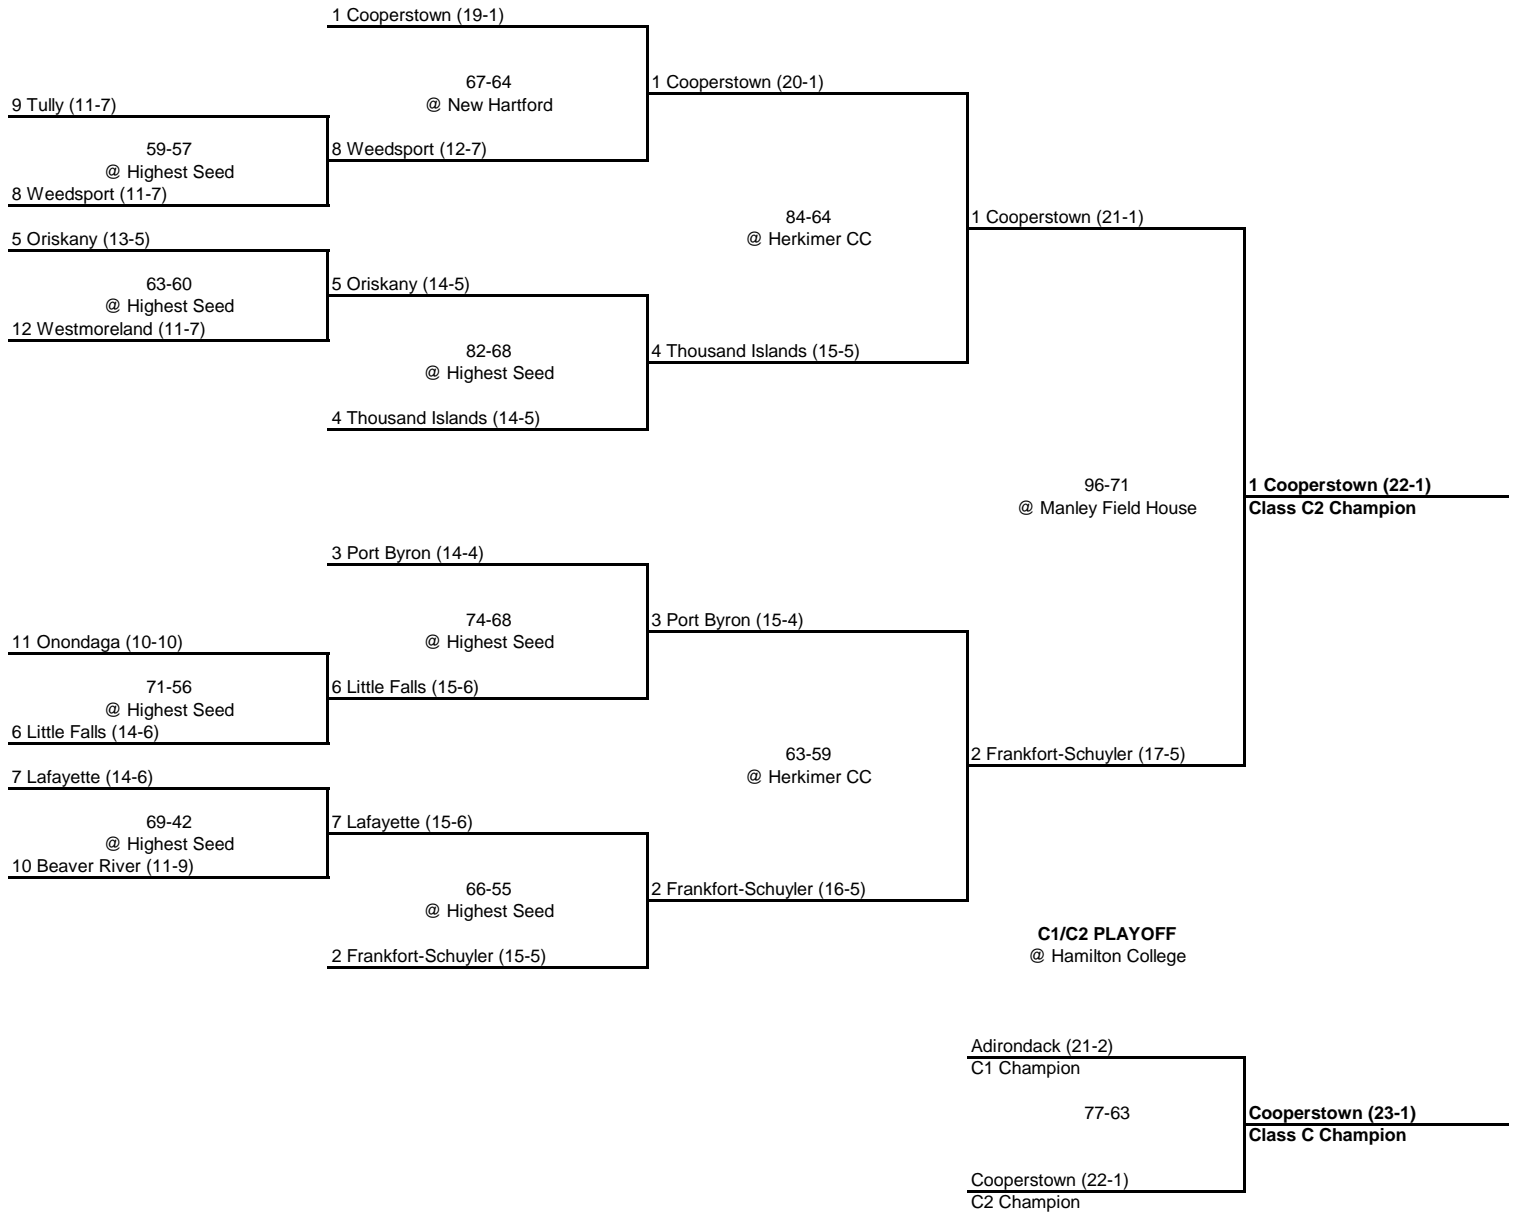 1 Cooperstown (19-1)
67-64
@ New Hartford
1 Cooperstown (20-1)
9 Tully (11-7)
59-57
@ Highest Seed
8 Weedsport (12-7)
8 Weedsport (11-7)
84-64
@ Herkimer CC
1 Cooperstown (21-1)
5 Oriskany (13-5)
63-60
@ Highest Seed
5 Oriskany (14-5)
12 Westmoreland (11-7)
82-68
@ Highest Seed
4 Thousand Islands (15-5)
4 Thousand Islands (14-5)
96-71
@ Manley Field House
1 Cooperstown (22-1)
Class C2 Champion
3 Port Byron (14-4)
74-68
@ Highest Seed
3 Port Byron (15-4)
11 Onondaga (10-10)
71-56
@ Highest Seed
6 Little Falls (15-6)
6 Little Falls (14-6)
63-59
@ Herkimer CC
2 Frankfort-Schuyler (17-5)
7 Lafayette (14-6)
69-42
@ Highest Seed
7 Lafayette (15-6)
10 Beaver River (11-9)
66-55
@ Highest Seed
2 Frankfort-Schuyler (16-5)
2 Frankfort-Schuyler (15-5)
C1/C2 PLAYOFF
@ Hamilton College
Adirondack (21-2)
C1 Champion
77-63
Cooperstown (23-1)
Class C Champion
Cooperstown (22-1)
C2 Champion